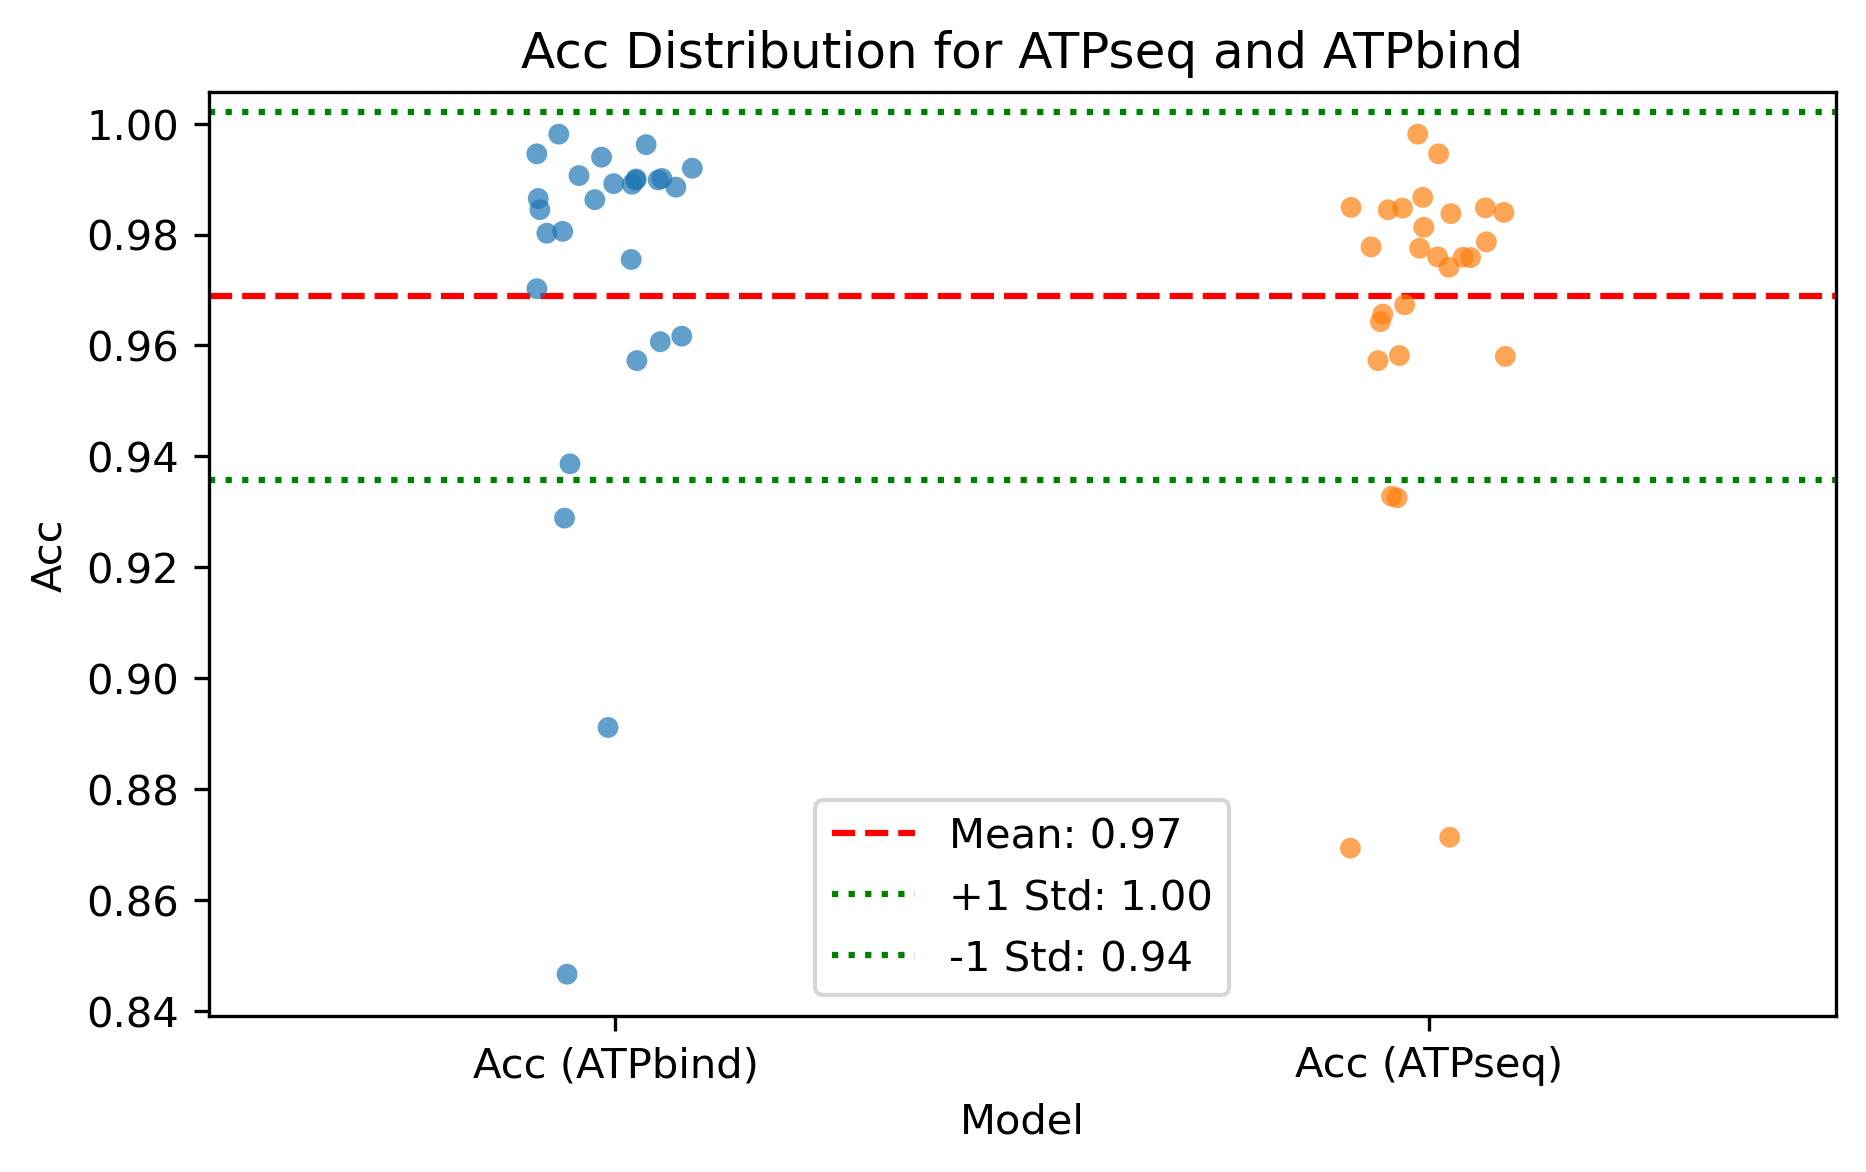 Acc Distribution for ATPseq and ATPbind
Acc
1.00
0.98
0.96
0.94
0.92
0.90
0.88
0.86
0.84
Mean: 0.97
+1 Std: 1.00
-1 Std: 0.94
Acc (ATPbind)
Acc (ATPseq)
Model